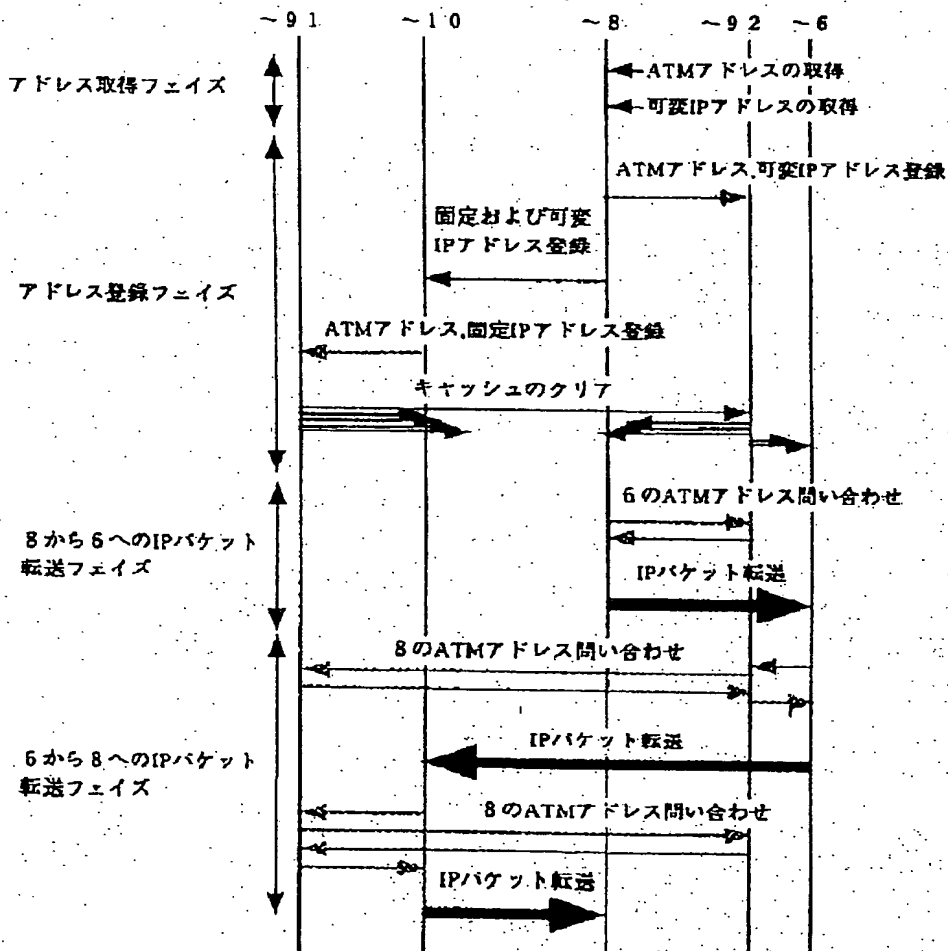 ~91 ~10 ~8 ~92 ~6
アドレス取得フェイズ
ATMアドレスの取得
可変IPアドレスの取得
ATMアドレス,可変IPアドレス登録
固定および可変
IPアドレス登録
アドレス登録フェイズ
ATMアドレス,固定IPアドレス登録
キャッシュのクリア
6のATMアドレス問い合わせ
8から6へのIPパケット
転送フェイズ
IPパケット転送
8のATMアドレス問い合わせ
IPパケット転送
6から8へのIPパケット
転送フェイズ
8のATMアドレス問い合わせ
IPパケット転送